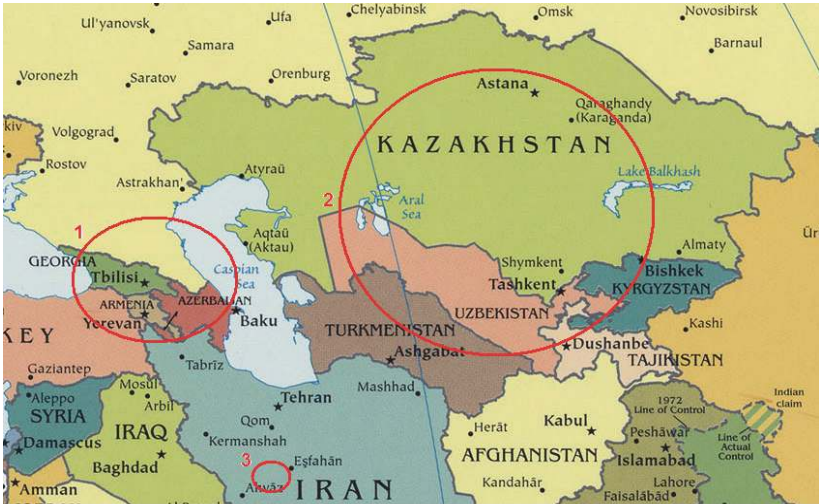 Chelyabinsk
Omsk
Novosibirsk
Ufa
Ul'yanovsk
Samara
Barnaul
Orenburg
Voronezh
Saratov
Astana
Qaraghandy
(Karaganda)
kiv
Volgograd
KAZAKHSTAN
Rostov
Atyraū
Astrakhan'
2
Aral
Sea
Lake Balkhash
1
Aqtaū
(Aktau)
Ür
GEORGIA
Tbilisi
Caspian
Sea
Shymkent
Almaty
Tashkent
Bishkek
KYRGYZSTAN
ARMENIA
AZERBAIJAN
Yerevan
Baku
UZBEKISTAN
KEY
TURKMENISTAN
Kashi
Dushanbe
Ashgabat
TAJIKISTAN
Gaziantep
Tabrīz
Mosul
Mashhad
Aleppo
Arbīl
Tehran
1972
Line of Control
Indian
claim
SYRIA
Qom
Herāt
Kabul
Peshāwar
Line of
Actual
Control
IRAQ
Kermanshah
Damascus
Baghdad
3
Eşfahān
AFGHANISTAN
Islamabad
Amman
Ahvāz
IRAN
Kandahār
Lahore
Faisalābād